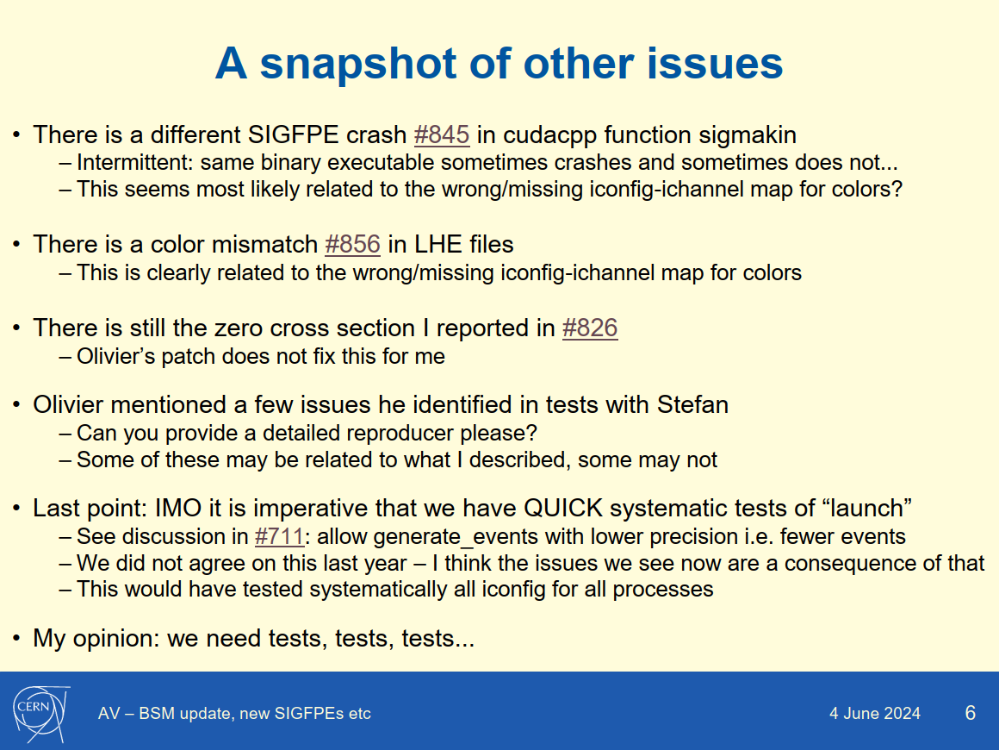 A snapshot of other issues
• There is a different SIGFPE crash #845 in cudacpp function sigmakin
– Intermittent: same binary executable sometimes crashes and sometimes does not...
– This seems most likely related to the wrong/missing iconfig-ichannel map for colors?
• There is a color mismatch #856 in LHE files
– This is clearly related to the wrong/missing iconfig-ichannel map for colors
• There is still the zero cross section I reported in #826
– Olivier’s patch does not fix this for me
• Olivier mentioned a few issues he identified in tests with Stefan
– Can you provide a detailed reproducer please?
– Some of these may be related to what I described, some may not
• Last point: IMO it is imperative that we have QUICK systematic tests of “launch”
– See discussion in #711: allow generate_events with lower precision i.e. fewer events
– We did not agree on this last year – I think the issues we see now are a consequence of that
– This would have tested systematically all iconfig for all processes
• My opinion: we need tests, tests, tests...
CERN
AV – BSM update, new SIGFPEs etc
4 June 2024
6